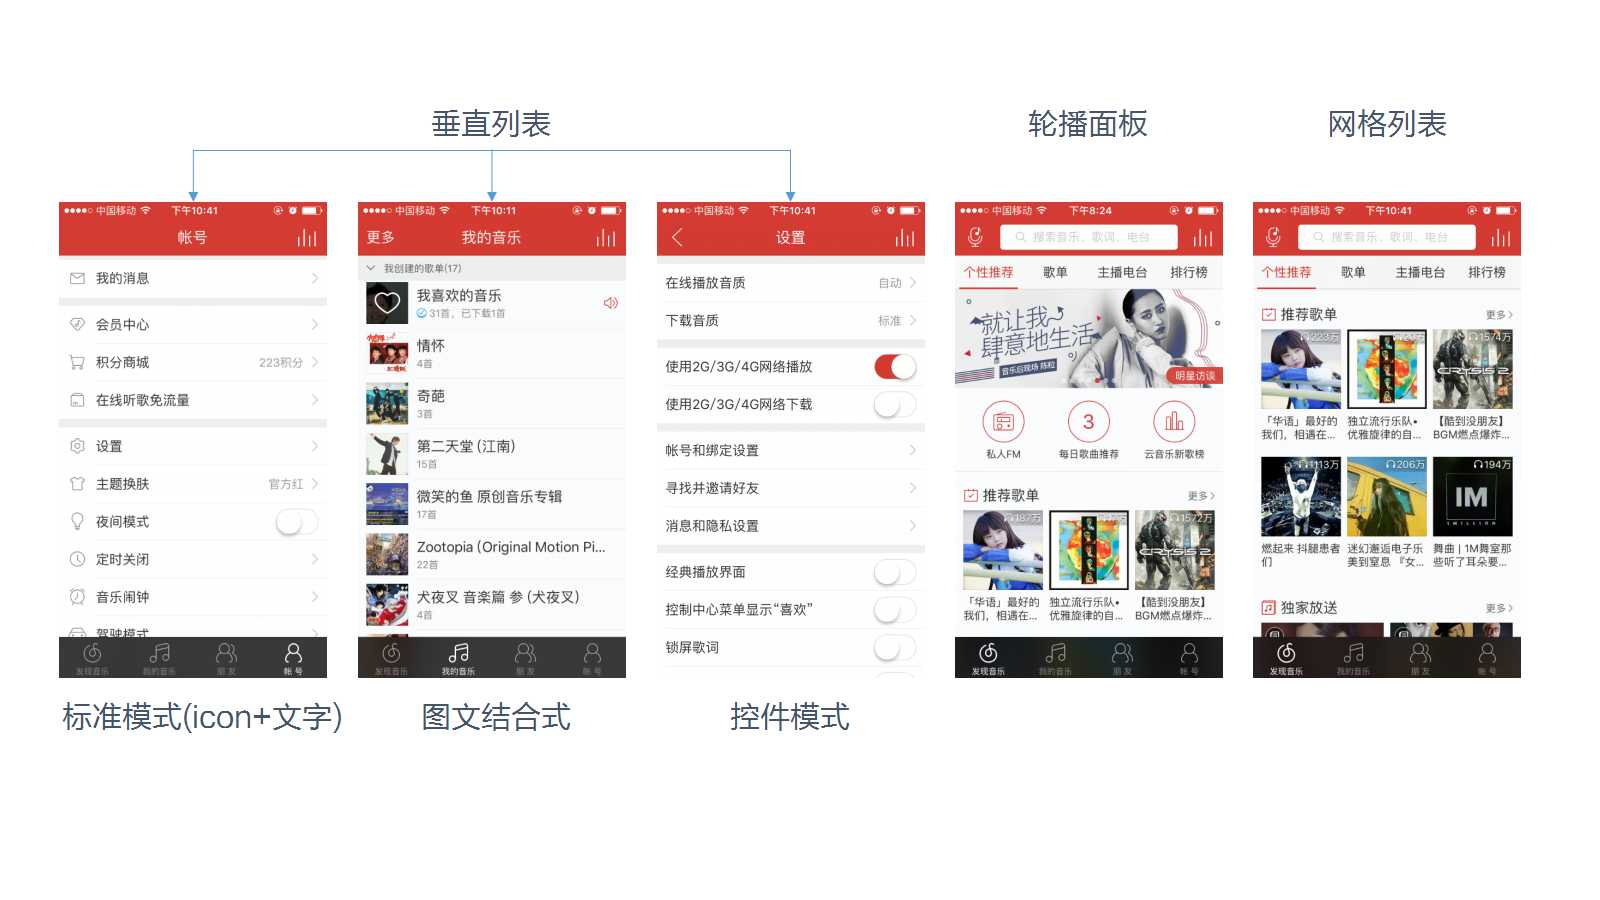 垂直列表
轮播面板
网格列表
中国移动 下午10:41
帐号
我的消息
会员中心
积分商城 223积分
在线听歌免流量
设置
主题换肤 官方红
夜间模式
定时关闭
音乐闹钟
驾驶模式
发现音乐 我的音乐 朋友 帐号
标准模式(icon+文字)
中国移动 下午10:11
更多 我的音乐
我创建的歌单(17)
我喜欢的音乐
31首，已下载1首
情怀
4首
奇葩
3首
第二天堂 (江南)
15首
微笑的鱼 原创音乐专辑
17首
Zootopia (Original Motion Pi...
22首
犬夜叉 音楽篇 参 (犬夜叉)
4首
发现音乐 我的音乐 朋友 帐号
图文结合式
中国移动 下午10:41
设置
在线播放音质 自动
下载音质 标准
使用2G/3G/4G网络播放
使用2G/3G/4G网络下载
帐号和绑定设置
寻找并邀请好友
消息和隐私设置
经典播放界面
控制中心菜单显示“喜欢”
锁屏歌词
控件模式
中国移动 下午8:24
搜索音乐、歌词、电台
个性推荐 歌单 主播电台 排行榜
就让我
肆意地生活
音乐后现场 陈粒
明星访谈
3
私人FM 每日歌曲推荐 云音乐新歌榜
推荐歌单 更多
187万 1572万
CRYSIS 2
「华语」最好的 独立流行乐队• 【酷到没朋友】
我们，相遇在... 优雅旋律的自... BGM燃点爆炸...
发现音乐 我的音乐 朋友 帐号
中国移动 下午10:41
搜索音乐、歌词、电台
个性推荐 歌单 主播电台 排行榜
推荐歌单 更多
223万 1574万
CRYSIS 2
「华语」最好的 独立流行乐队• 【酷到没朋友】
我们，相遇在... 优雅旋律的自... BGM燃点爆炸...
1113万 206万 194万
IM
1MILLION
燃起来 抖腿患者 迷幻邂逅电子乐 舞曲 | 1M舞室那
们 美到窒息 『女... 些听了耳朵要...
独家放送 更多
发现音乐 我的音乐 朋友 帐号